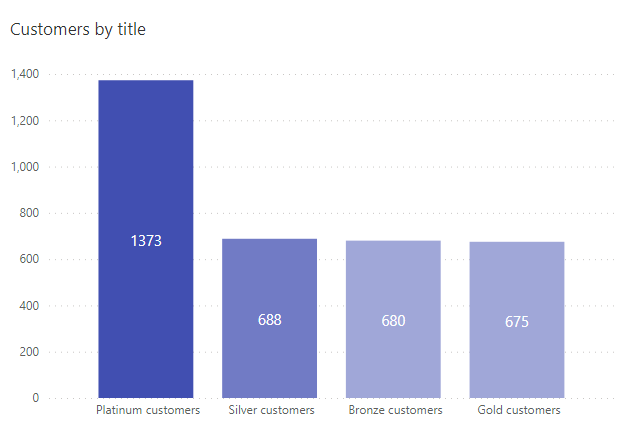 Customers by title
1,400
1,200
1,000
800
600
400
200
0
1373
688
680
675
Platinum customers
Silver customers
Bronze customers
Gold customers